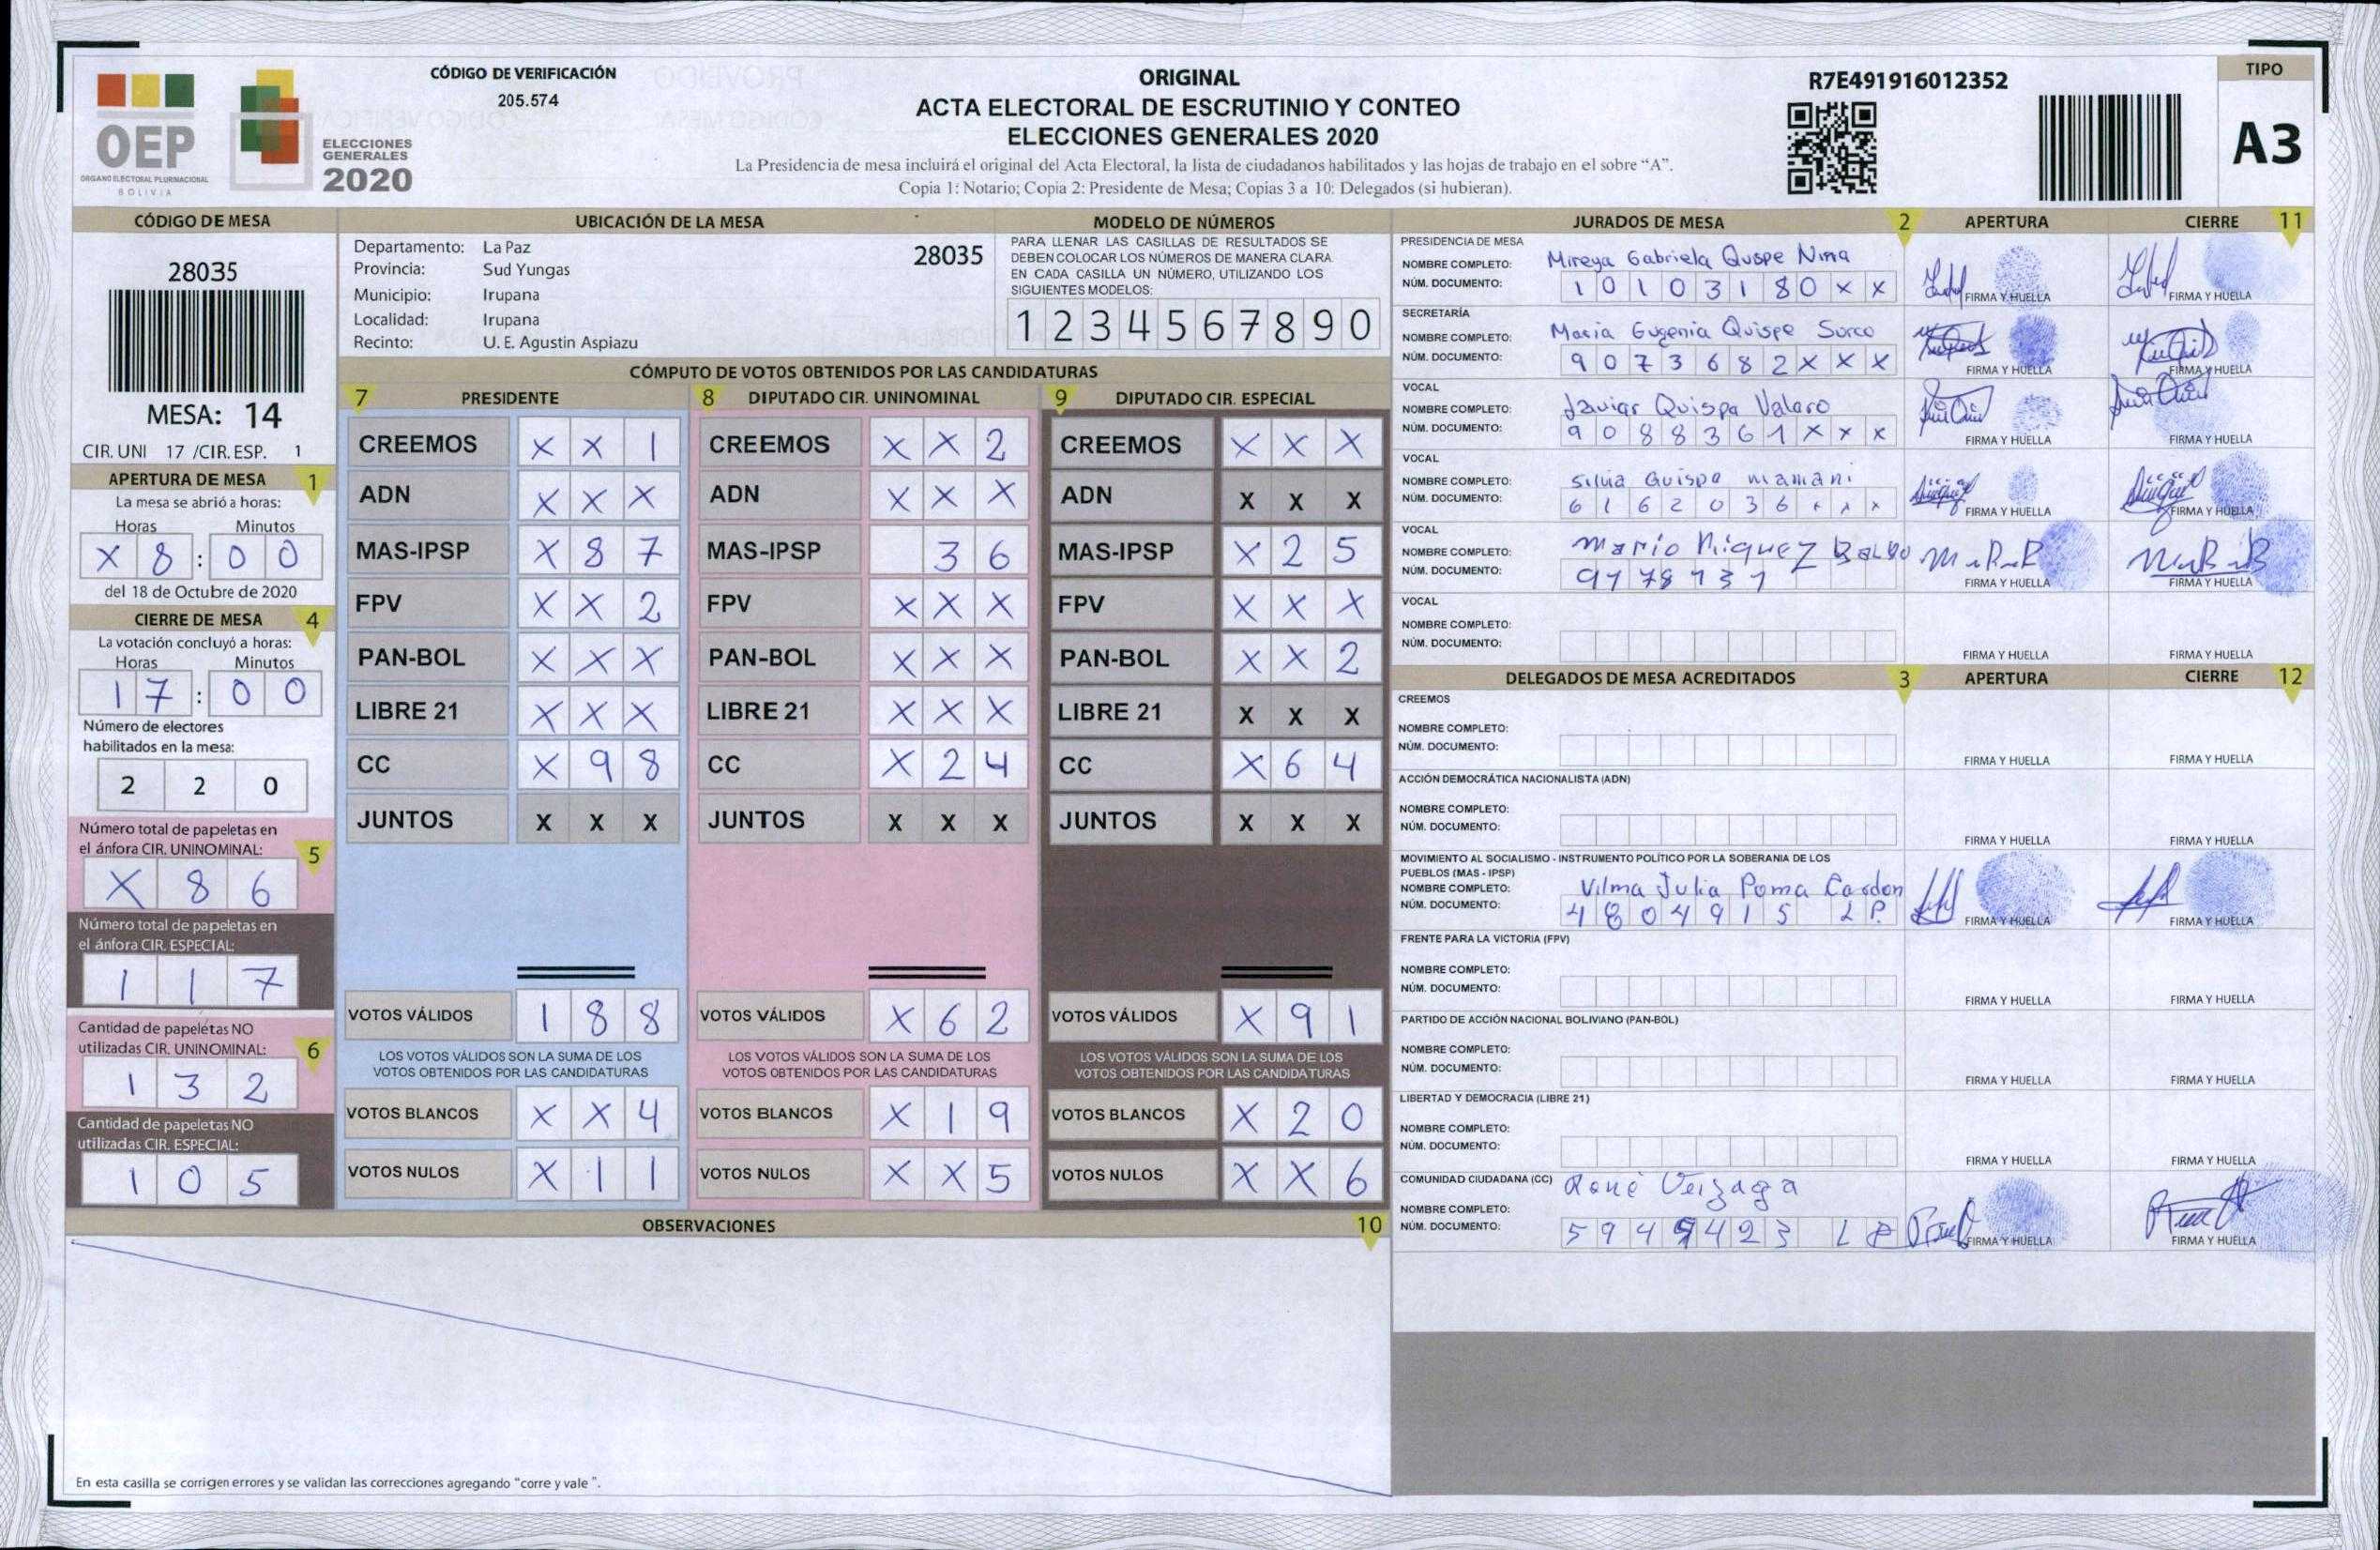 CÓDIGO DE VERIFICACIÓN
205.574
OEP
ÓRGANO ELECTORAL PLURINACIONAL
BOLIVIA
ELECCIONES
GENERALES
2020
ORIGINAL
ACTA ELECTORAL DE ESCRUTINIO Y CONTEO
ELECCIONES GENERALES 2020
La Presidencia de mesa incluirá el original del Acta Electoral, la lista de ciudadanos habilitados y las hojas de trabajo en el sobre “A”.
Copia 1: Notario; Copia 2: Presidente de Mesa; Copias 3 a 10: Delegados (si hubieran).
R7E491916012352
TIPO
A3
CÓDIGO DE MESA
28035
MESA: 14
CIR. UNI 17 /CIR. ESP. 1
APERTURA DE MESA 1
La mesa se abrió a horas:
Horas Minutos
X 8 : 0 0
del 18 de Octubre de 2020
CIERRE DE MESA 4
La votación concluyó a horas:
Horas Minutos
1 7 : 0 0
Número de electores
habilitados en la mesa:
2 2 0
Número total de papeletas en
el ánfora CIR. UNINOMINAL: 5
X 8 6
Número total de papeletas en
el ánfora CIR. ESPECIAL:
1 1 7
Cantidad de papeletas NO
utilizadas CIR. UNINOMINAL: 6
1 3 2
Cantidad de papeletas NO
utilizadas CIR. ESPECIAL:
1 0 5
UBICACIÓN DE LA MESA
Departamento: La Paz 28035
Provincia: Sud Yungas
Municipio: Irupana
Localidad: Irupana
Recinto: U. E. Agustin Aspiazu
MODELO DE NÚMEROS
PARA LLENAR LAS CASILLAS DE RESULTADOS SE
DEBEN COLOCAR LOS NÚMEROS DE MANERA CLARA
EN CADA CASILLA UN NÚMERO, UTILIZANDO LOS
SIGUIENTES MODELOS:
1 2 3 4 5 6 7 8 9 0
CÓMPUTO DE VOTOS OBTENIDOS POR LAS CANDIDATURAS
7 PRESIDENTE
CREEMOS X X 1
ADN X X X
MAS-IPSP X 8 7
FPV X X 2
PAN-BOL X X X
LIBRE 21 X X X
CC X 9 8
JUNTOS X X X
VOTOS VÁLIDOS 1 8 8
LOS VOTOS VÁLIDOS SON LA SUMA DE LOS
VOTOS OBTENIDOS POR LAS CANDIDATURAS
VOTOS BLANCOS X X 4
VOTOS NULOS X 1 1
8 DIPUTADO CIR. UNINOMINAL
CREEMOS X X 2
ADN X X X
MAS-IPSP 3 6
FPV X X X
PAN-BOL X X X
LIBRE 21 X X X
CC X 2 4
JUNTOS X X X
VOTOS VÁLIDOS X 6 2
LOS VOTOS VÁLIDOS SON LA SUMA DE LOS
VOTOS OBTENIDOS POR LAS CANDIDATURAS
VOTOS BLANCOS X 1 9
VOTOS NULOS X X 5
9 DIPUTADO CIR. ESPECIAL
CREEMOS X X X
ADN X X X
MAS-IPSP X 2 5
FPV X X X
PAN-BOL X X 2
LIBRE 21 X X X
CC X 6 4
JUNTOS X X X
VOTOS VÁLIDOS X 9 1
LOS VOTOS VÁLIDOS SON LA SUMA DE LOS
VOTOS OBTENIDOS POR LAS CANDIDATURAS
VOTOS BLANCOS X 2 0
VOTOS NULOS X X 6
OBSERVACIONES 10
En esta casilla se corrigen errores y se validan las correcciones agregando “corre y vale”.
JURADOS DE MESA 2 APERTURA CIERRE 11
PRESIDENCIA DE MESA
NOMBRE COMPLETO: Mireya Gabriela Quspe Nina
NÚM. DOCUMENTO: 1 0 1 0 3 1 8 0 X X FIRMA Y HUELLA FIRMA Y HUELLA
SECRETARÍA
NOMBRE COMPLETO: Maria Eugenia Quispe Surco
NÚM. DOCUMENTO: 9 0 7 3 6 8 2 X X X FIRMA Y HUELLA FIRMA Y HUELLA
VOCAL
NOMBRE COMPLETO: Javier Quispe Valero
NÚM. DOCUMENTO: 9 0 8 8 3 6 1 X X X FIRMA Y HUELLA FIRMA Y HUELLA
VOCAL
NOMBRE COMPLETO: Silvia Quispe mamani
NÚM. DOCUMENTO: 6 1 6 2 0 3 6 x x x FIRMA Y HUELLA FIRMA Y HUELLA
VOCAL
NOMBRE COMPLETO: Mario Miquez
NÚM. DOCUMENTO: 9178131 FIRMA Y HUELLA FIRMA Y HUELLA
VOCAL
NOMBRE COMPLETO:
NÚM. DOCUMENTO: FIRMA Y HUELLA FIRMA Y HUELLA
DELEGADOS DE MESA ACREDITADOS 3 APERTURA CIERRE 12
CREEMOS
NOMBRE COMPLETO:
NÚM. DOCUMENTO: FIRMA Y HUELLA FIRMA Y HUELLA
ACCIÓN DEMOCRÁTICA NACIONALISTA (ADN)
NOMBRE COMPLETO:
NÚM. DOCUMENTO: FIRMA Y HUELLA FIRMA Y HUELLA
MOVIMIENTO AL SOCIALISMO - INSTRUMENTO POLÍTICO POR LA SOBERANIA DE LOS
PUEBLOS (MAS - IPSP)
NOMBRE COMPLETO: Vilma Julia Poma Cardon
NÚM. DOCUMENTO: 4 8 0 4 9 1 5 LP. FIRMA Y HUELLA FIRMA Y HUELLA
FRENTE PARA LA VICTORIA (FPV)
NOMBRE COMPLETO:
NÚM. DOCUMENTO: FIRMA Y HUELLA FIRMA Y HUELLA
PARTIDO DE ACCIÓN NACIONAL BOLIVIANO (PAN-BOL)
NOMBRE COMPLETO:
NÚM. DOCUMENTO: FIRMA Y HUELLA FIRMA Y HUELLA
LIBERTAD Y DEMOCRACIA (LIBRE 21)
NOMBRE COMPLETO:
NÚM. DOCUMENTO: FIRMA Y HUELLA FIRMA Y HUELLA
COMUNIDAD CIUDADANA (CC) René Veizaga
NOMBRE COMPLETO:
NÚM. DOCUMENTO: 5 9 4 9 4 2 3 L P FIRMA Y HUELLA FIRMA Y HUELLA